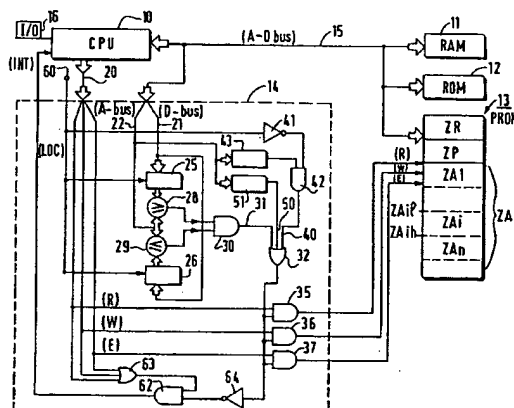 16
I/O
10
CPU
(A-D bus)
15
11
RAM
12
ROM
13
PROM
(INT)
20
60
14
(A-bus)
(D-bus)
22
21
41
43
ZR
(LOC)
25
51
42
(R)
ZP
(W)
(E)
ZA1
28
31
50
40
ZAiℓ
ZA
29
30
32
ZAi
ZAih
26
ZAn
(R)
35
(W)
36
(E)
37
63
62
64